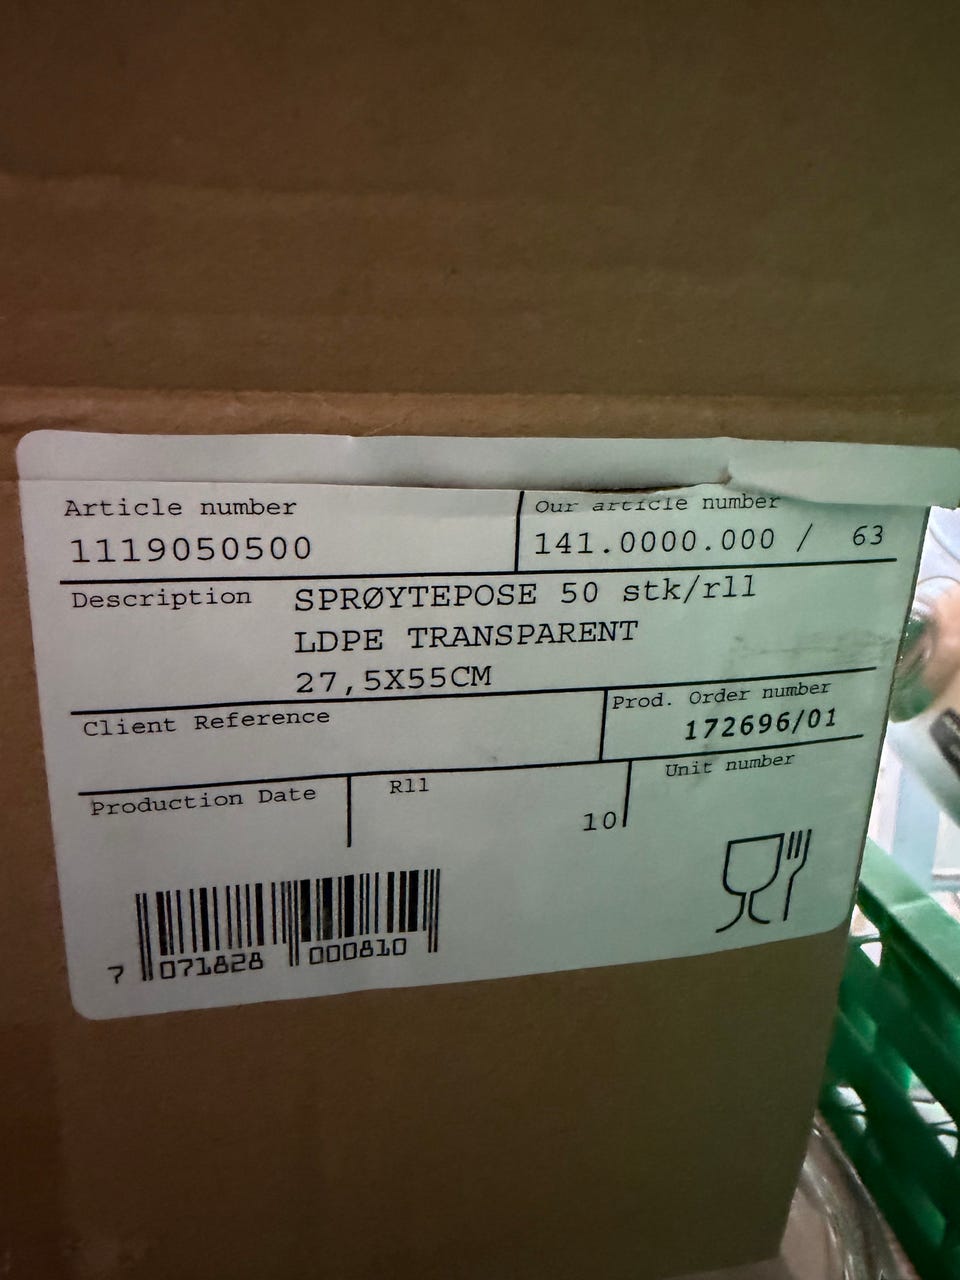 Article number
Our article number
1119050500
141.0000.000 / 63
Description SPRØYTEPOSE 50 stk/rll
LDPE TRANSPARENT
27,5X55CM
Client Reference
Prod. Order number
172696/01
Production Date
Rll
10
Unit number
7 071828 000810